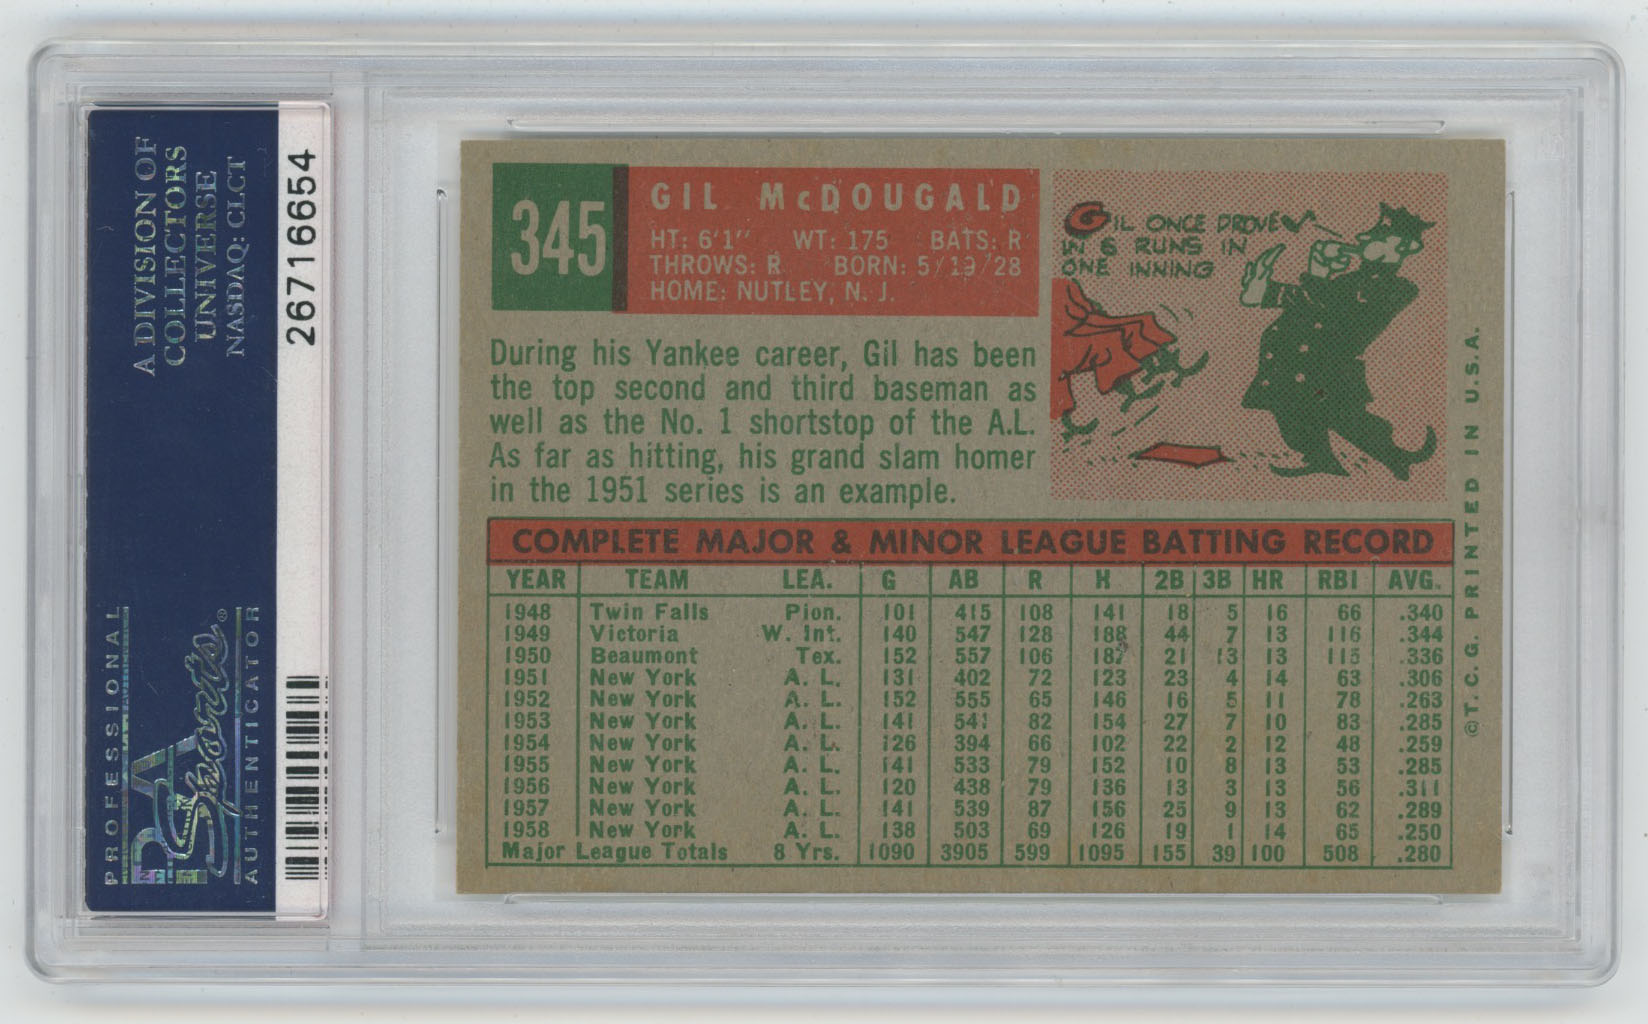 A DIVISION OF
COLLECTORS
UNIVERSE
NASDAQ: CLCT
PROFESSIONAL
PSA
Sports®
AUTHENTICATOR
26716654
345
GIL McDOUGALD
HT: 6'1" WT: 175 BATS: R
THROWS: R BORN: 5/19/28
HOME: NUTLEY, N. J.
GIL ONCE DROVE
IN 6 RUNS IN
ONE INNING
During his Yankee career, Gil has been
the top second and third baseman as
well as the No. 1 shortstop of the A.L.
As far as hitting, his grand slam homer
in the 1951 series is an example.
COMPLETE MAJOR & MINOR LEAGUE BATTING RECORD
YEAR TEAM LEA. G AB R H 2B 3B HR RBI AVG.
1948 Twin Falls Pion. 101 415 108 141 18 5 16 66 .340
1949 Victoria W. Int. 140 547 128 188 44 7 13 116 .344
1950 Beaumont Tex. 152 557 106 187 21 13 13 115 .336
1951 New York A. L. 131 402 72 123 23 4 14 63 .306
1952 New York A. L. 152 555 65 146 16 5 11 78 .263
1953 New York A. L. 141 541 82 154 27 7 10 83 .285
1954 New York A. L. 126 394 66 102 22 2 12 48 .259
1955 New York A. L. 141 533 79 152 10 8 13 53 .285
1956 New York A. L. 120 438 79 136 13 3 13 56 .311
1957 New York A. L. 141 539 87 156 25 9 13 62 .289
1958 New York A. L. 138 503 69 126 19 1 14 65 .250
Major League Totals 8 Yrs. 1090 3905 599 1095 155 39 100 508 .280
©T.C.G. PRINTED IN U.S.A.